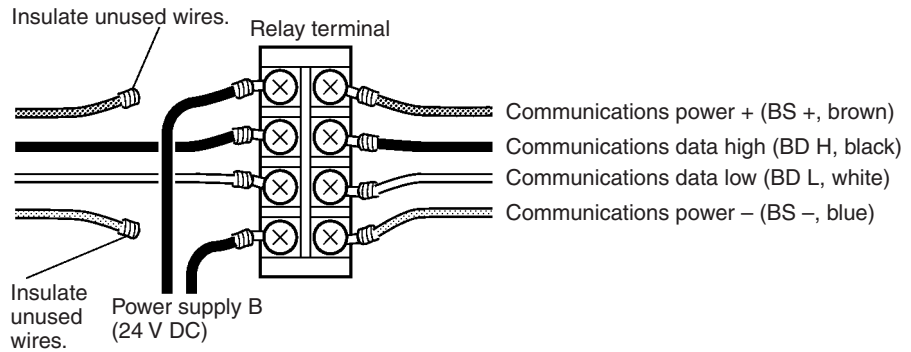 Insulate unused wires.
Relay terminal
Communications power + (BS +, brown)
Communications data high (BD H, black)
Communications data low (BD L, white)
Communications power – (BS –, blue)
Insulate
unused
wires.
Power supply B
(24 V DC)